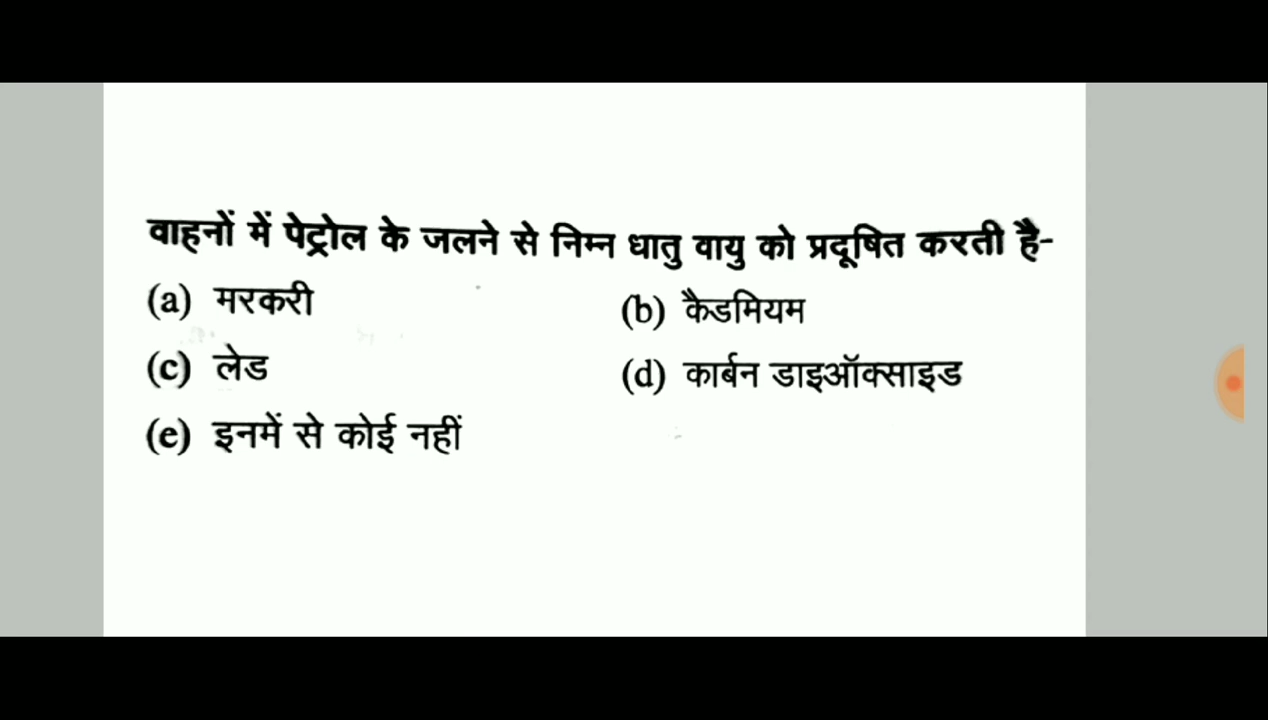 वाहनों में पेट्रोल के जलने से निम्न धातु वायु को प्रदूषित करती है-
(a) मरकरी (b) कैडमियम
(c) लेड (d) कार्बन डाइऑक्साइड
(e) इनमें से कोई नहीं